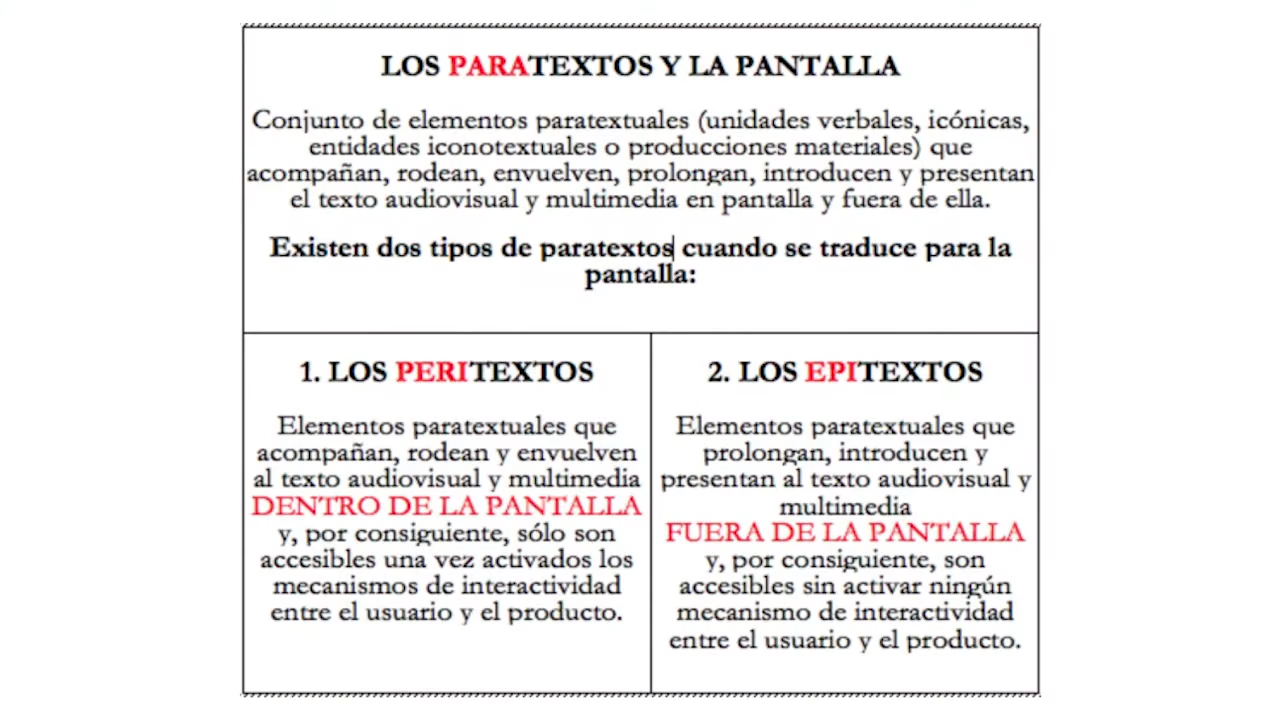 LOS PARATEXTOS Y LA PANTALLA
Conjunto de elementos paratextuales (unidades verbales, icónicas,
entidades iconotextuales o producciones materiales) que
acompañan, rodean, envuelven, prolongan, introducen y presentan
el texto audiovisual y multimedia en pantalla y fuera de ella.
Existen dos tipos de paratextos cuando se traduce para la
pantalla:
1. LOS PERITEXTOS
Elementos paratextuales que
acompañan, rodean y envuelven
al texto audiovisual y multimedia
DENTRO DE LA PANTALLA
y, por consiguiente, sólo son
accesibles una vez activados los
mecanismos de interactividad
entre el usuario y el producto.
2. LOS EPITEXTOS
Elementos paratextuales que
prolongan, introducen y
presentan al texto audiovisual y
multimedia
FUERA DE LA PANTALLA
y, por consiguiente, son
accesibles sin activar ningún
mecanismo de interactividad
entre el usuario y el producto.